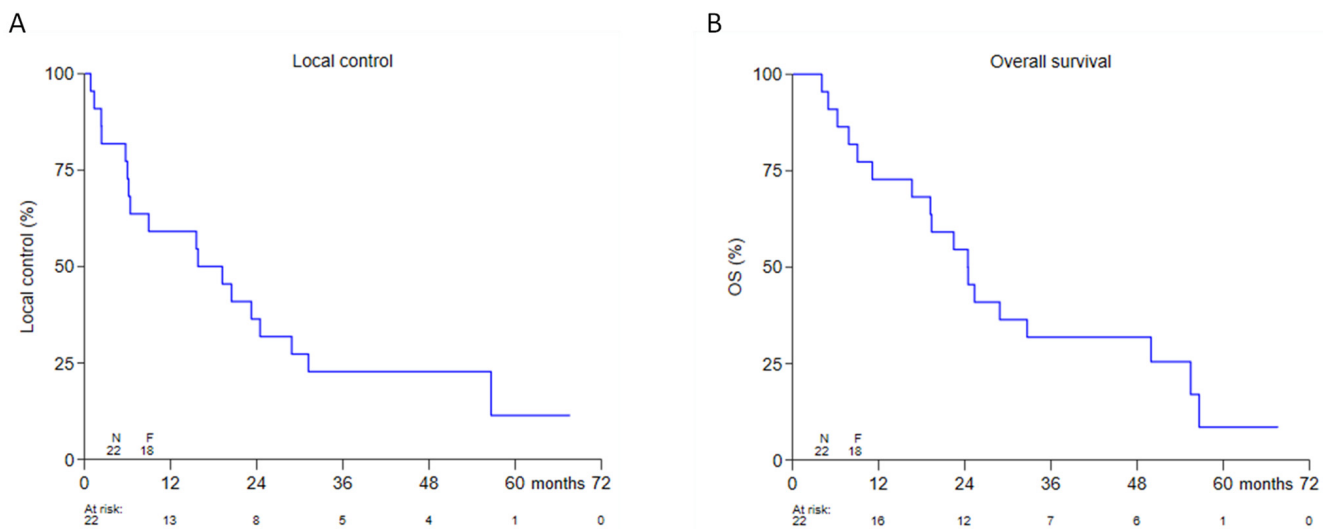 A
Local control
100
75
50
25
0
Local control (%)
N F
22 18
0 12 24 36 48 60 months 72
At risk:
22 13 8 5 4 1 0
B
Overall survival
100
75
50
25
0
OS (%)
N F
22 18
0 12 24 36 48 60 months 72
At risk:
22 16 12 7 6 1 0